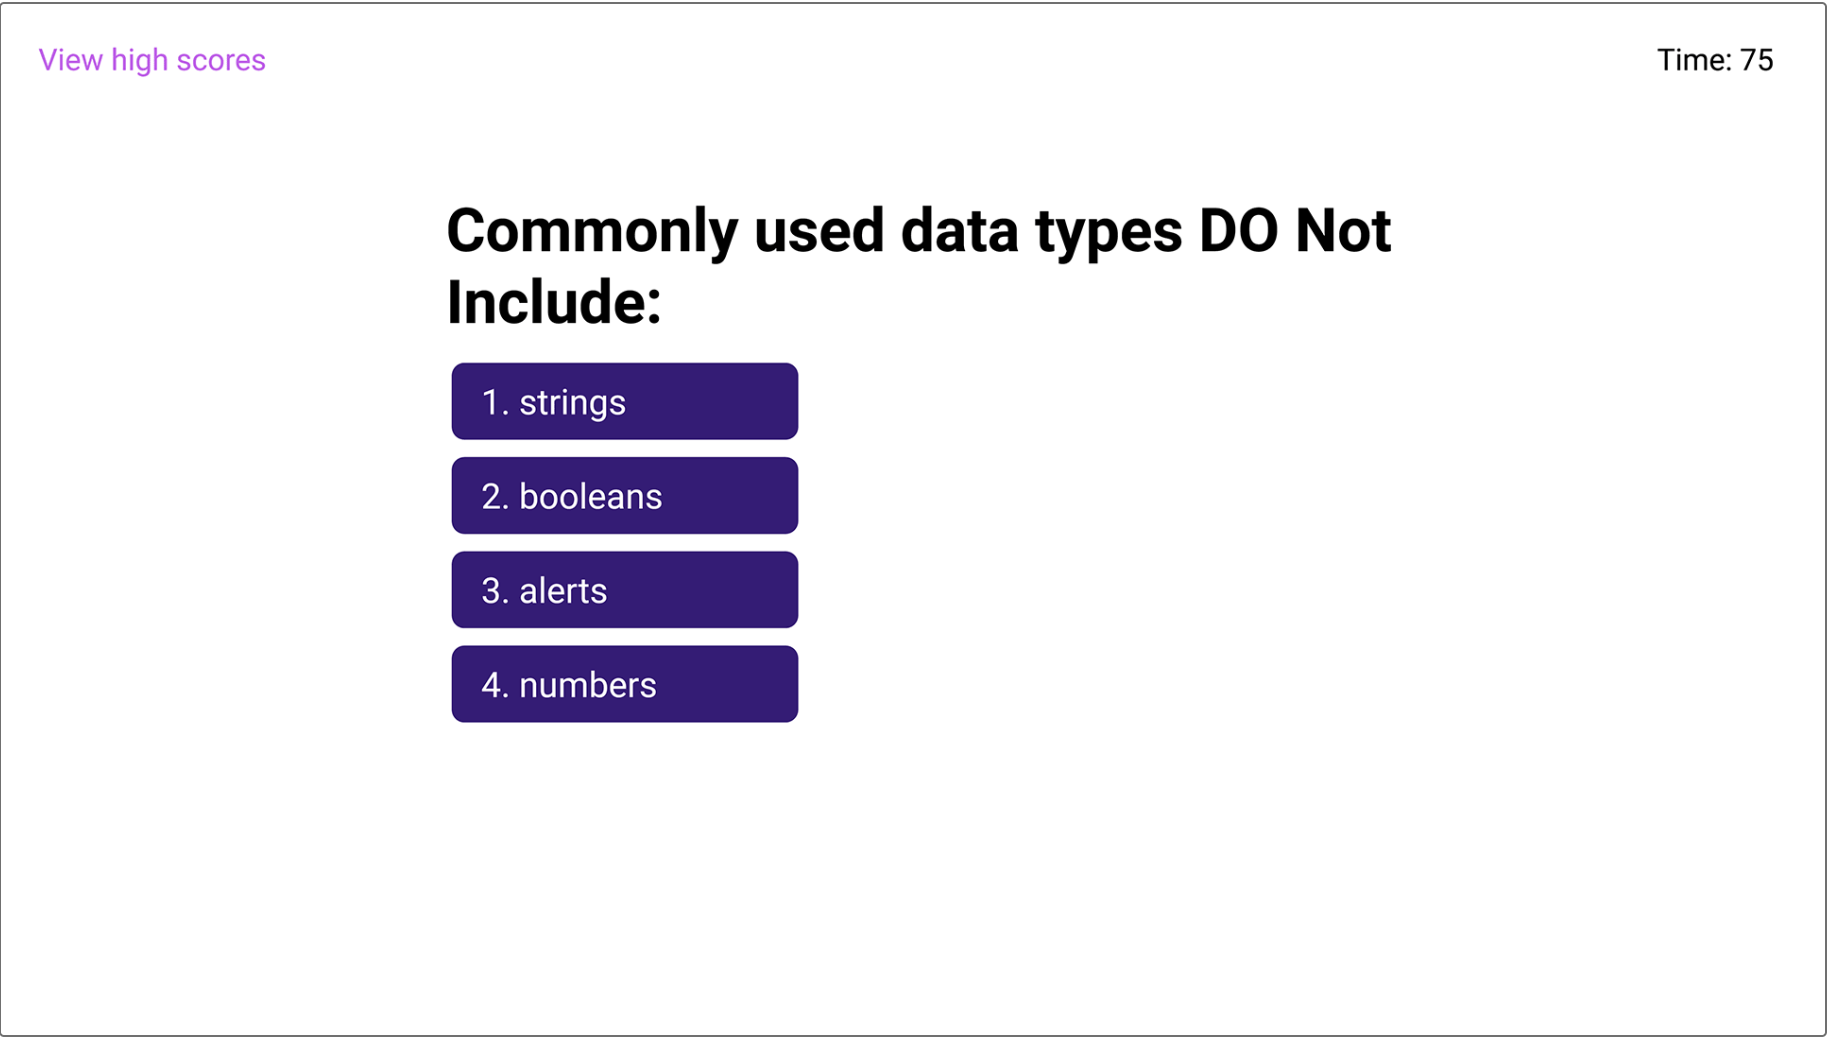 View high scores
Time: 75
Commonly used data types DO Not
Include:
1. strings
2. booleans
3. alerts
4. numbers